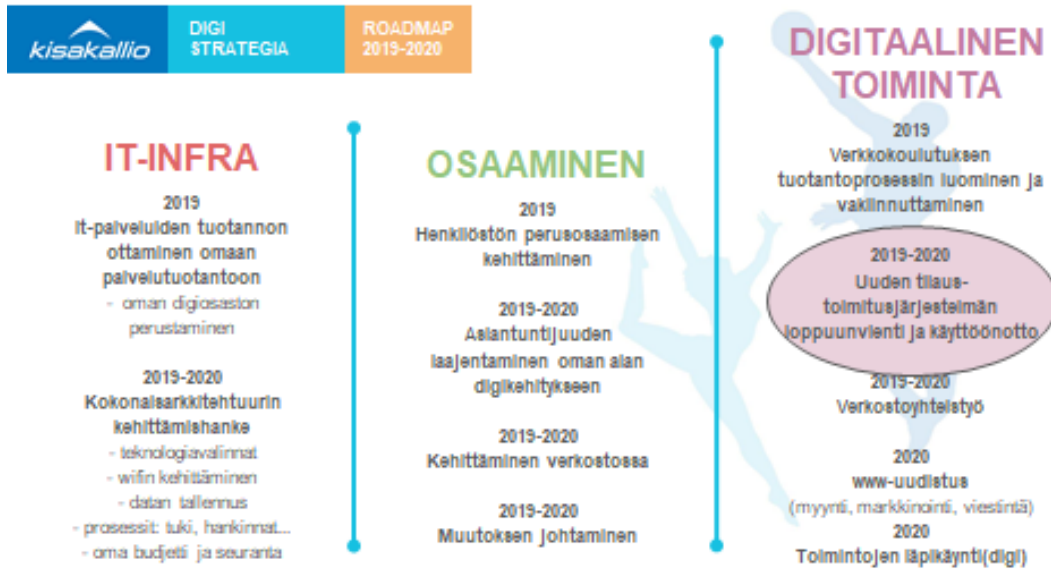 kisakallio
DIGI
STRATEGIA
ROADMAP
2019-2020
IT-INFRA
2019
It-palveluiden tuotannon
ottaminen omaan
palvelutuotantoon
- oman digiosaston
perustaminen
2019-2020
Kokonaisarkkitehtuurin
kehittämishanke
- teknologiavalinnat
- wifin kehittäminen
- datan tallennus
- prosessit: tuki, hankinnat...
- oma budjetti ja seuranta
OSAAMINEN
2019
Henkilöstön perusosaamisen
kehittäminen
2019-2020
Asiantuntijuuden
laajentaminen oman alan
digikehitykseen
2019-2020
Kehittäminen verkostossa
2019-2020
Muutoksen johtaminen
DIGITAALINEN
TOIMINTA
2019
Verkkokoulutuksen
tuotantoprosessin luominen ja
vakiinnuttaminen
2019-2020
Uuden tilaus-
toimitusjärjestelmän
loppuunvienti ja käyttöönotto
2019-2020
Verkostoyhteistyö
2020
www-uudistus
(myynti, markkinointi, viestintä)
2020
Toimintojen läpikäynti(digi)